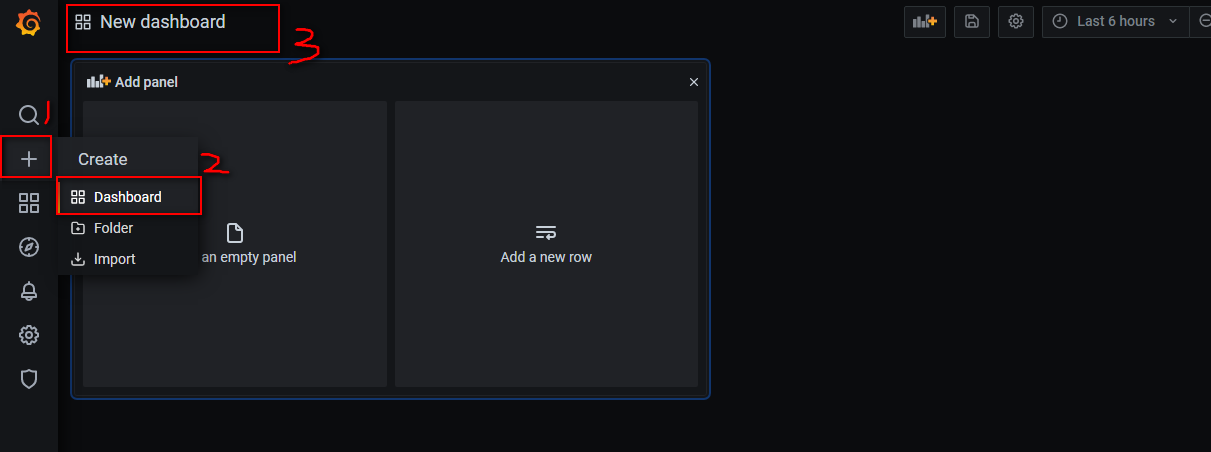 New dashboard
3
Last 6 hours
Add panel
1
Create
2
Dashboard
Folder
Import
an empty panel
Add a new row